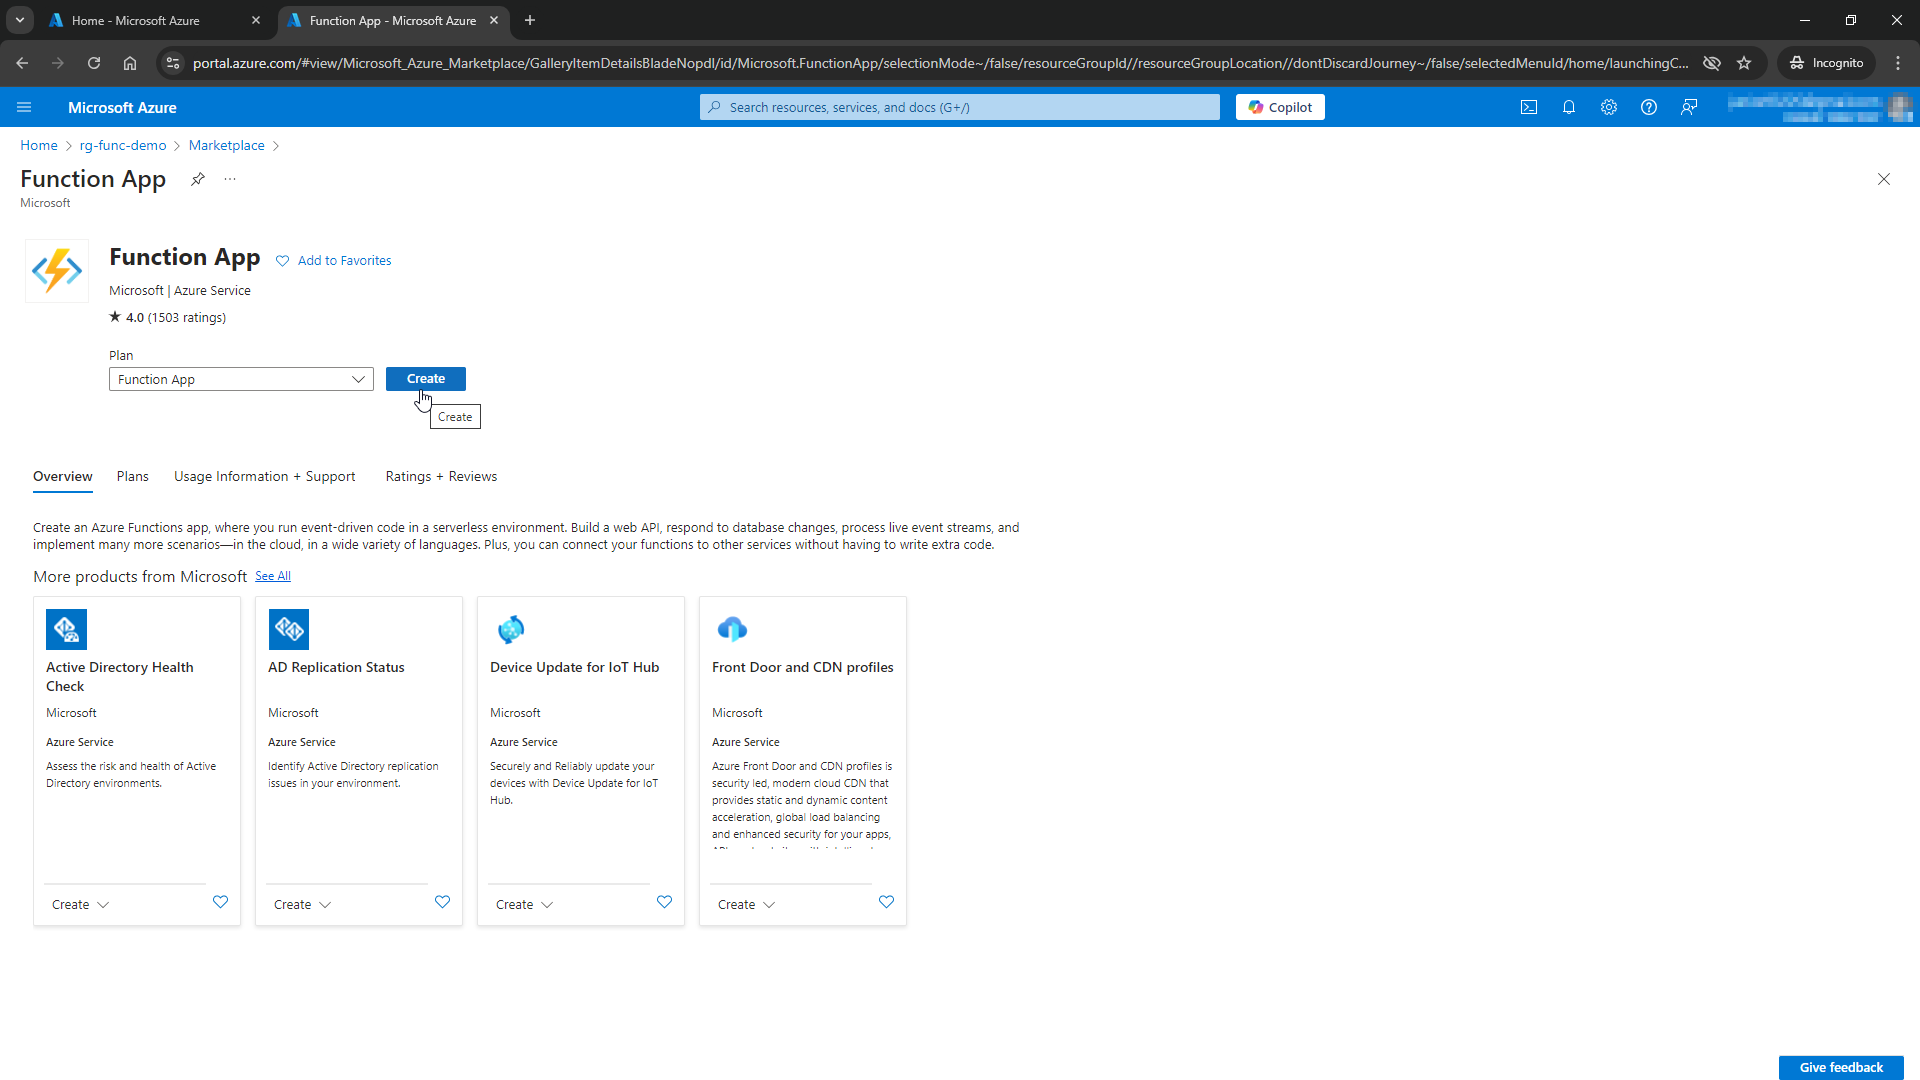 Home - Microsoft Azure
Function App - Microsoft Azure
portal.azure.com/#view/Microsoft_Azure_Marketplace/GalleryItemDetailsBladeNopdl/id/Microsoft.FunctionApp/selectionMode~/false/resourceGroupId//resourceGroupLocation//dontDiscardJourney~/false/selectedMenuId/home/launchingC...
Incognito
Microsoft Azure
Search resources, services, and docs (G+/)
Copilot
Home > rg-func-demo > Marketplace >
Function App
Microsoft
Function App
Add to Favorites
Microsoft | Azure Service
★ 4.0 (1503 ratings)
Plan
Function App
Create
Create
Overview
Plans
Usage Information + Support
Ratings + Reviews
Create an Azure Functions app, where you run event-driven code in a serverless environment. Build a web API, respond to database changes, process live event streams, and
implement many more scenarios—in the cloud, in a wide variety of languages. Plus, you can connect your functions to other services without having to write extra code.
More products from Microsoft See All
Active Directory Health
Check
Microsoft
Azure Service
Assess the risk and health of Active
Directory environments.
Create
AD Replication Status
Microsoft
Azure Service
Identify Active Directory replication
issues in your environment.
Create
Device Update for IoT Hub
Microsoft
Azure Service
Securely and Reliably update your
devices with Device Update for IoT
Hub.
Create
Front Door and CDN profiles
Microsoft
Azure Service
Azure Front Door and CDN profiles is
security led, modern cloud CDN that
provides static and dynamic content
acceleration, global load balancing
and enhanced security for your apps,
Create
Give feedback